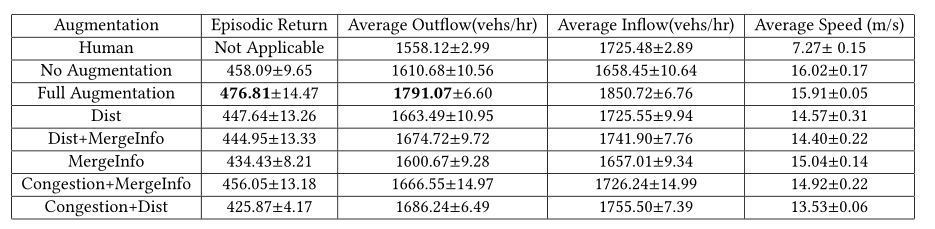 Augmentation Episodic Return Average Outflow(vehs/hr) Average Inflow(vehs/hr) Average Speed (m/s)
Human Not Applicable 1558.12±2.99 1725.48±2.89 7.27± 0.15
No Augmentation 458.09±9.65 1610.68±10.56 1658.45±10.64 16.02±0.17
Full Augmentation 476.81±14.47 1791.07±6.60 1850.72±6.76 15.91±0.05
Dist 447.64±13.26 1663.49±10.95 1725.55±9.94 14.57±0.31
Dist+MergeInfo 444.95±13.33 1674.72±9.72 1741.90±7.76 14.40±0.22
MergeInfo 434.43±8.21 1600.67±9.28 1657.01±9.34 15.04±0.14
Congestion+MergeInfo 456.05±13.18 1666.55±14.97 1726.24±14.99 14.92±0.22
Congestion+Dist 425.87±4.17 1686.24±6.49 1755.50±7.39 13.53±0.06